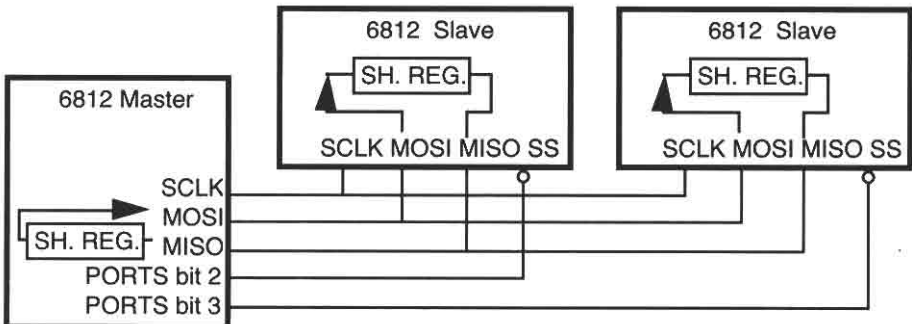 6812 Slave
SH. REG.
SCLK MOSI MISO SS
6812 Slave
SH. REG.
SCLK MOSI MISO SS
6812 Master
SCLK
MOSI
SH. REG.
MISO
PORTS bit 2
PORTS bit 3